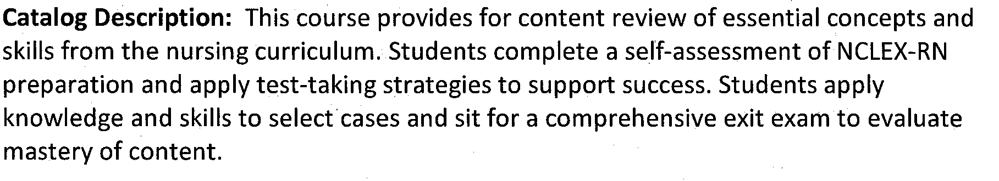 Catalog Description: This course provides for content review of essential concepts and
skills from the nursing curriculum. Students complete a self-assessment of NCLEX-RN
preparation and apply test-taking strategies to support success. Students apply
knowledge and skills to select cases and sit for a comprehensive exit exam to evaluate
mastery of content.